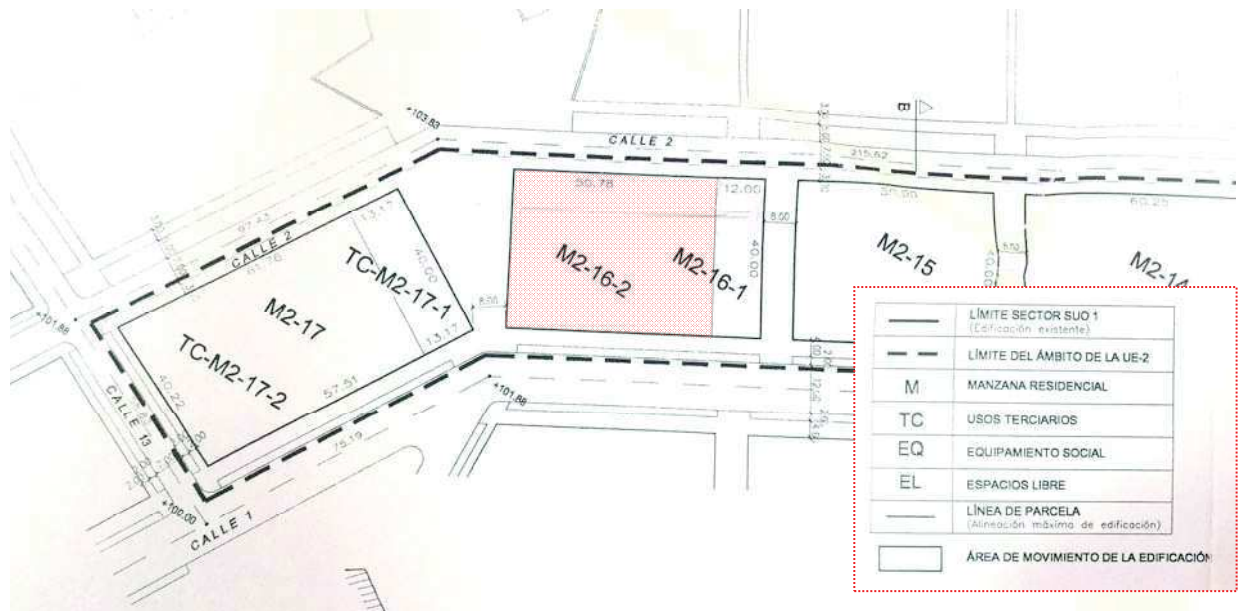 +103.83
CALLE 2
B
215.62
50.78
12.00
60.25
97.43
CALLE 2
61.78
13.17
TC-M2-17-1
40.00
M2-16-2
M2-16-1
40.00
8.00
M2-15
40.00
M2-14
8.00
+101.88
M2-17
TC-M2-17-2
13.17
57.51
40.22
CALLE 13
75.19
+101.88
+100.00
CALLE 1
LÍMITE SECTOR SUO 1
(Edificación existente)
LÍMITE DEL ÁMBITO DE LA UE-2
M MANZANA RESIDENCIAL
TC USOS TERCIARIOS
EQ EQUIPAMIENTO SOCIAL
EL ESPACIOS LIBRE
LÍNEA DE PARCELA
(Alineación máxima de edificación)
ÁREA DE MOVIMIENTO DE LA EDIFICACIÓN